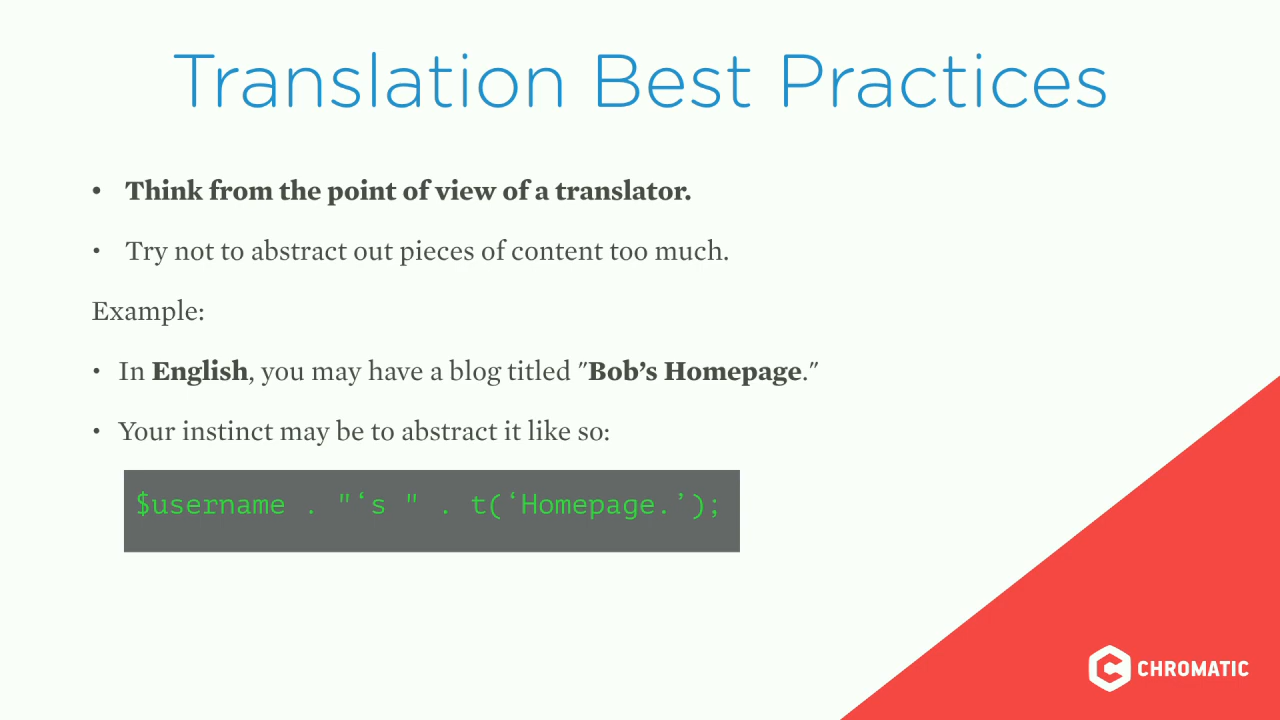 Translation Best Practices
• Think from the point of view of a translator.
• Try not to abstract out pieces of content too much.
Example:
• In English, you may have a blog titled "Bob’s Homepage."
• Your instinct may be to abstract it like so:
$username . "‘s " . t(‘Homepage.’);
CHROMATIC